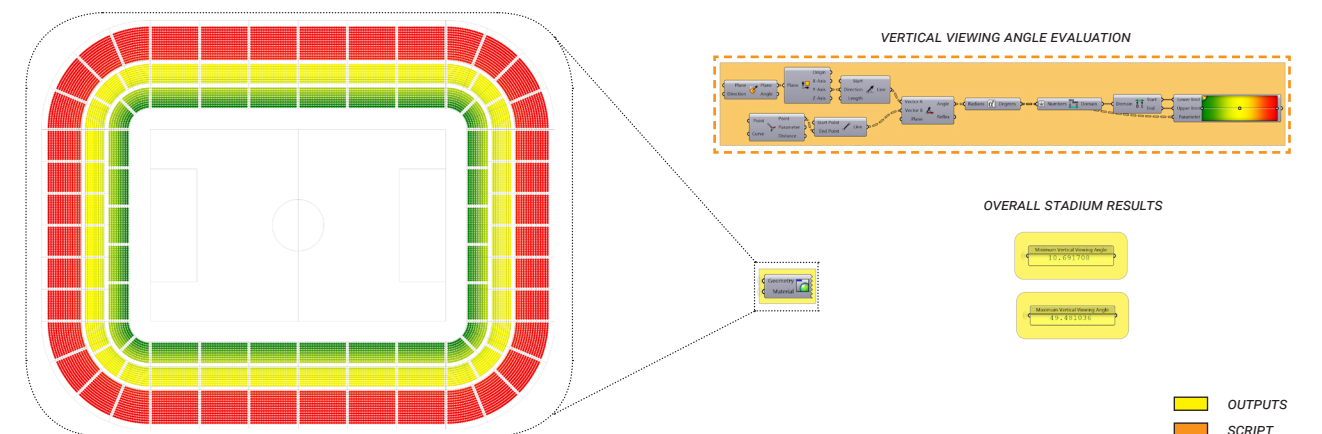 VERTICAL VIEWING ANGLE EVALUATION
Origin
Plane Plane Plane X-Axis Start
Direction Angle Y-Axis Direction Line
Z-Axis Length
Vector A Angle Radians Degrees Numbers Domain Domain Start Lower limit
Vector B End Upper limit
Plane Reflex Parameter
Point Point Start Point Line
Parameter End Point
Curve Distance
OVERALL STADIUM RESULTS
Minimum Vertical Viewing Angle
10.691708
Geometry
Material
Maximum Vertical Viewing Angle
49.481036
OUTPUTS
SCRIPT